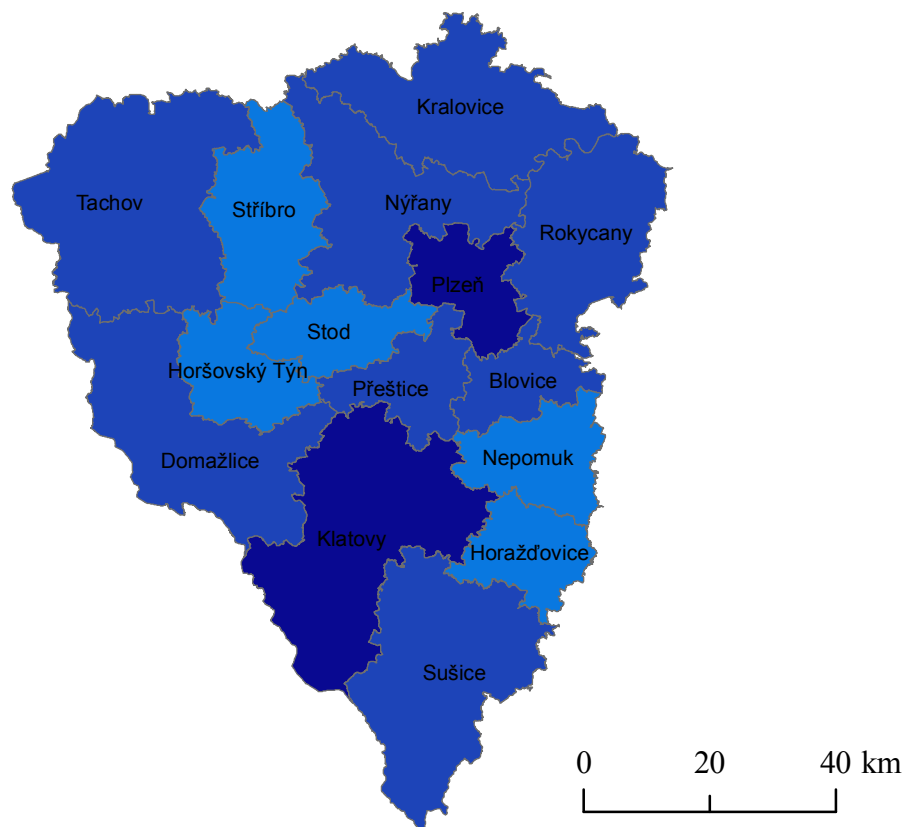 Kralovice
Tachov
Stříbro
Nýřany
Rokycany
Plzeň
Stod
Horšovský Týn
Přeštice
Blovice
Domažlice
Nepomuk
Klatovy
Horažďovice
Sušice
0 20 40 km